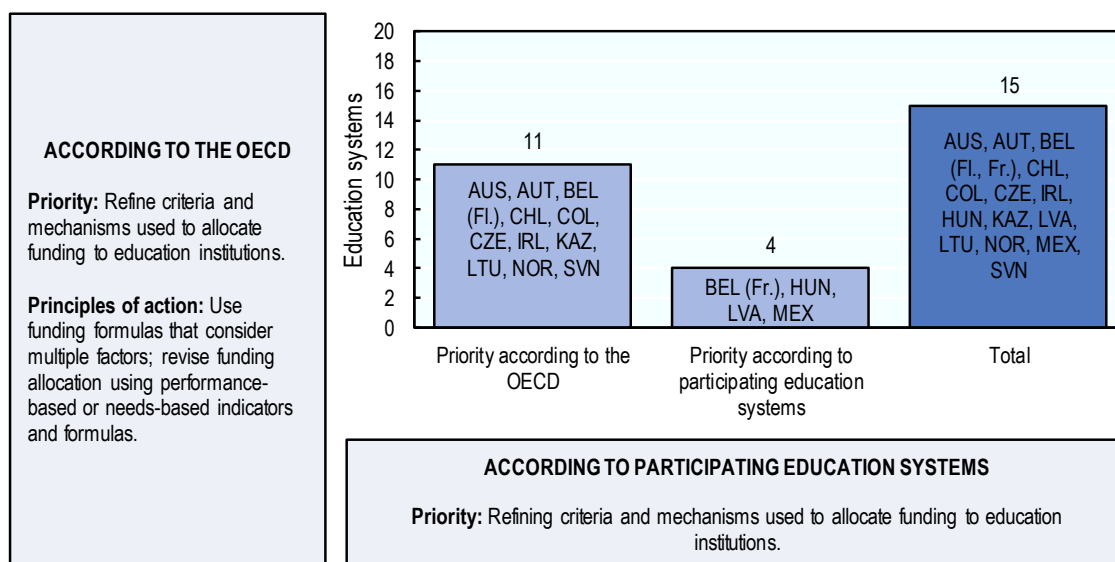 ACCORDING TO THE OECD
Priority: Refine criteria and
mechanisms used to allocate
funding to education institutions.
Principles of action: Use
funding formulas that consider
multiple factors; revise funding
allocation using performance-
based or needs-based indicators
and formulas.
Education systems
20
18
16
14
12
10
8
6
4
2
0
11
AUS, AUT, BEL
(Fl.), CHL, COL,
CZE, IRL, KAZ,
LTU, NOR, SVN
4
BEL (Fr.), HUN,
LVA, MEX
15
AUS, AUT, BEL
(Fl., Fr.), CHL,
COL, CZE, IRL,
HUN, KAZ, LVA,
LTU, NOR, MEX,
SVN
Priority according to the
OECD
Priority according to
participating education
systems
Total
ACCORDING TO PARTICIPATING EDUCATION SYSTEMS
Priority: Refining criteria and mechanisms used to allocate funding to education
institutions.